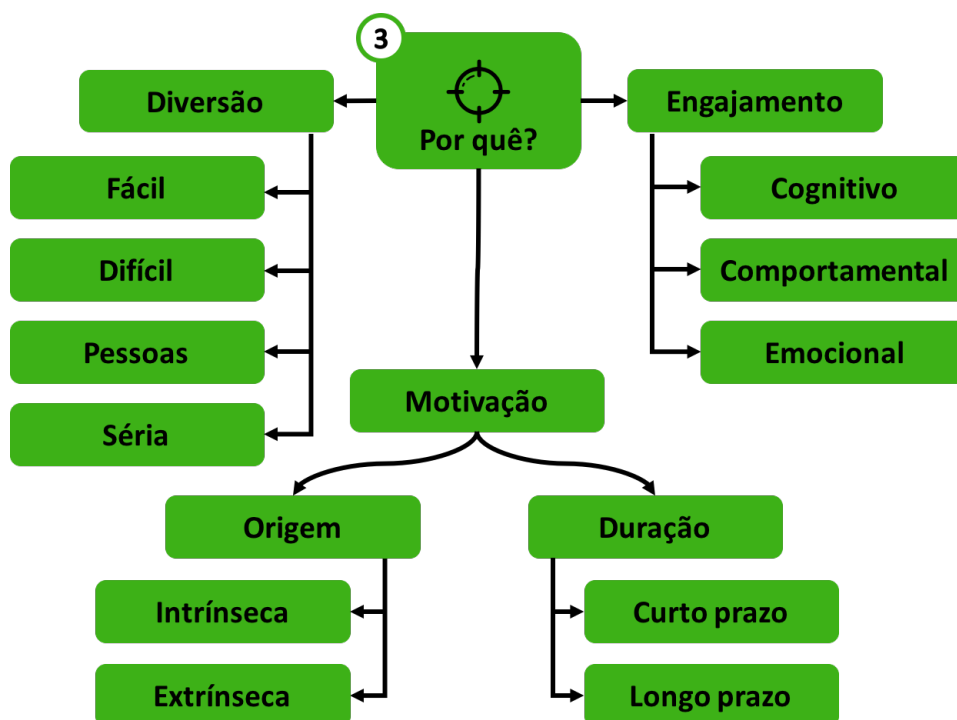 3
Por quê?
Diversão
Fácil
Difícil
Pessoas
Séria
Engajamento
Cognitivo
Comportamental
Emocional
Motivação
Origem
Intrínseca
Extrínseca
Duração
Curto prazo
Longo prazo